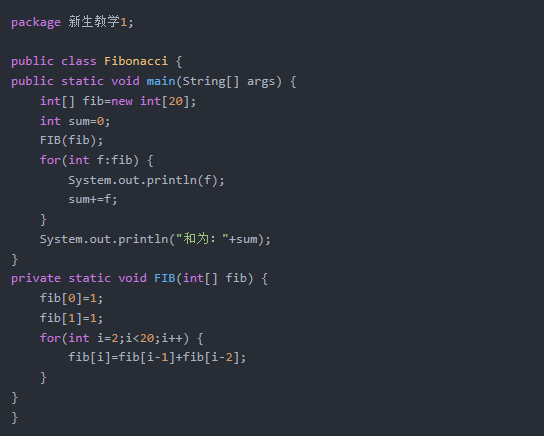 package 新生教学1;
public class Fibonacci {
public static void main(String[] args) {
int[] fib=new int[20];
int sum=0;
FIB(fib);
for(int f:fib) {
System.out.println(f);
sum+=f;
}
System.out.println("和为："+sum);
}
private static void FIB(int[] fib) {
fib[0]=1;
fib[1]=1;
for(int i=2;i<20;i++) {
fib[i]=fib[i-1]+fib[i-2];
}
}
}